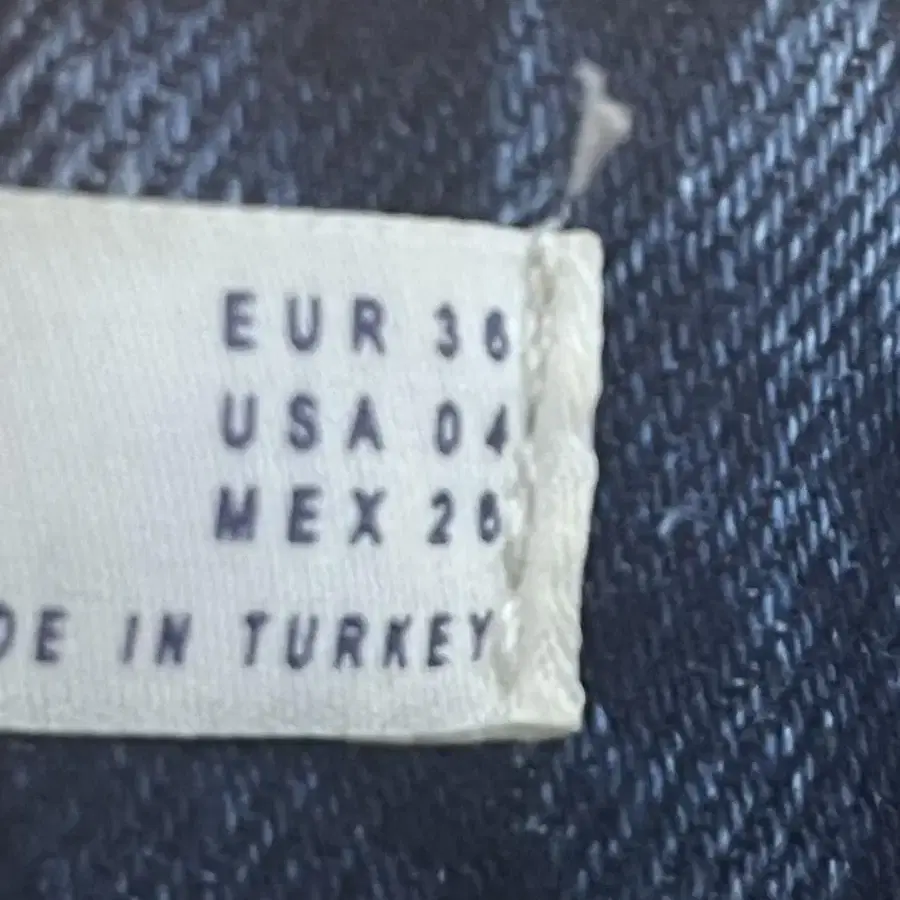 EUR 36
USA 04
MEX 26
DE IN TURKEY